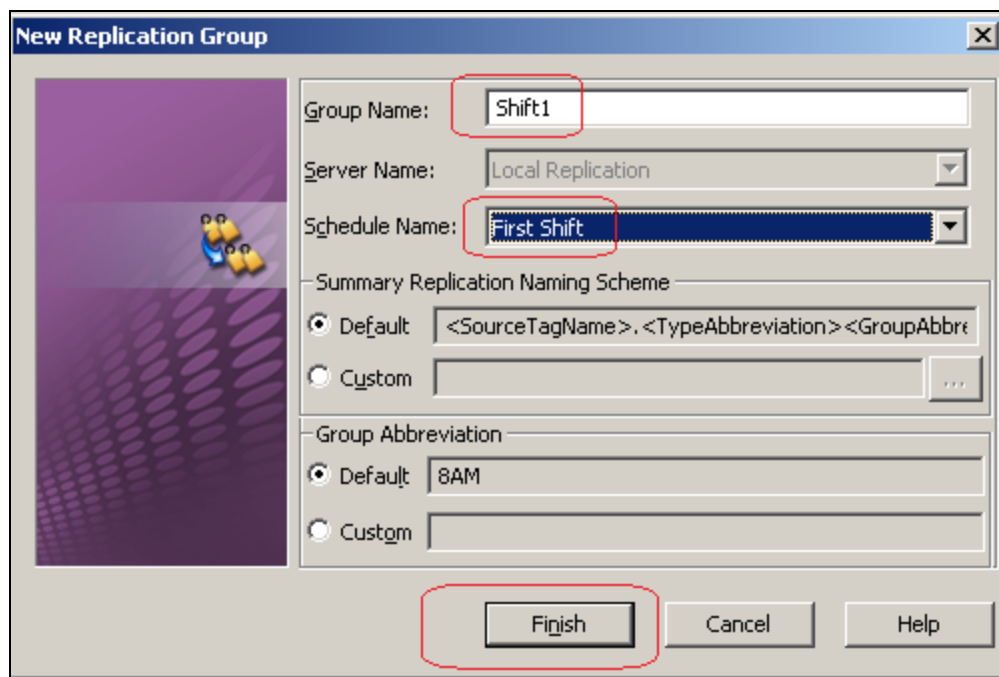 New Replication Group
Group Name: Shift1
Server Name: Local Replication
Schedule Name: First Shift
Summary Replication Naming Scheme
Default <SourceTagName>.<TypeAbbreviation><GroupAbbre
Custom ...
Group Abbreviation
Default 8AM
Custom
Finish Cancel Help